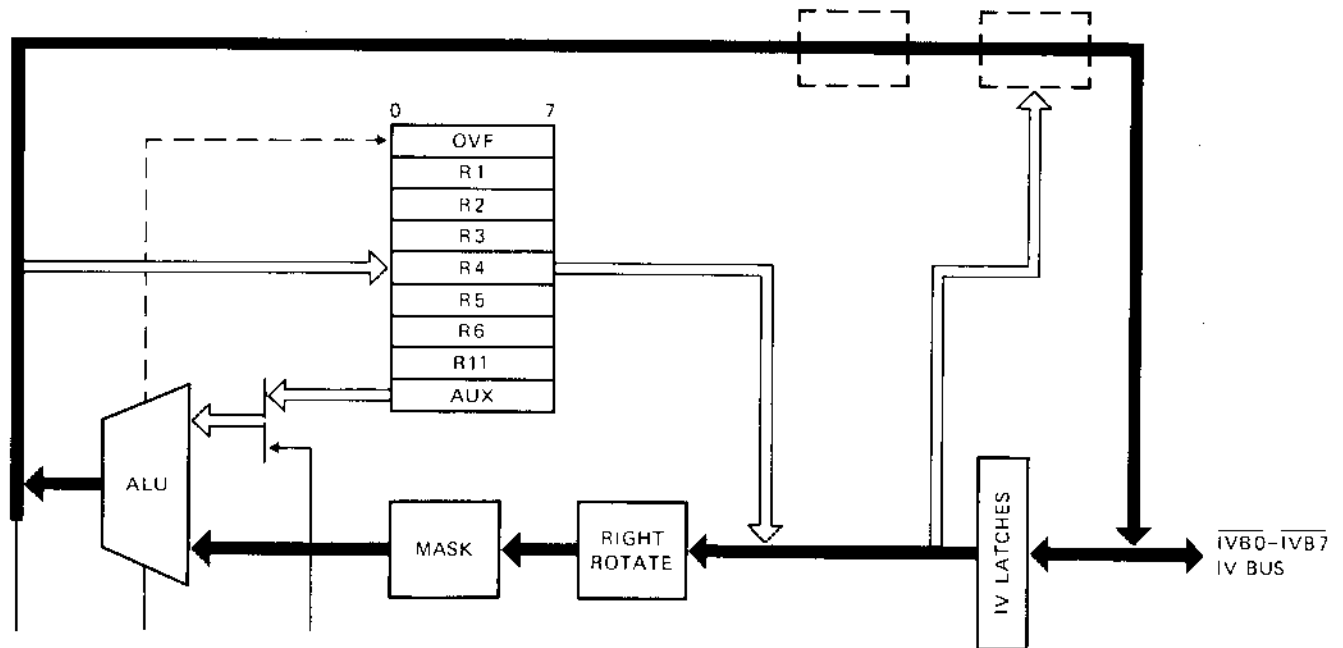 0 7
OVF
R1
R2
R3
R4
R5
R6
R11
AUX
ALU
MASK
RIGHT
ROTATE
IV LATCHES
IVB0-IVB7
IV BUS